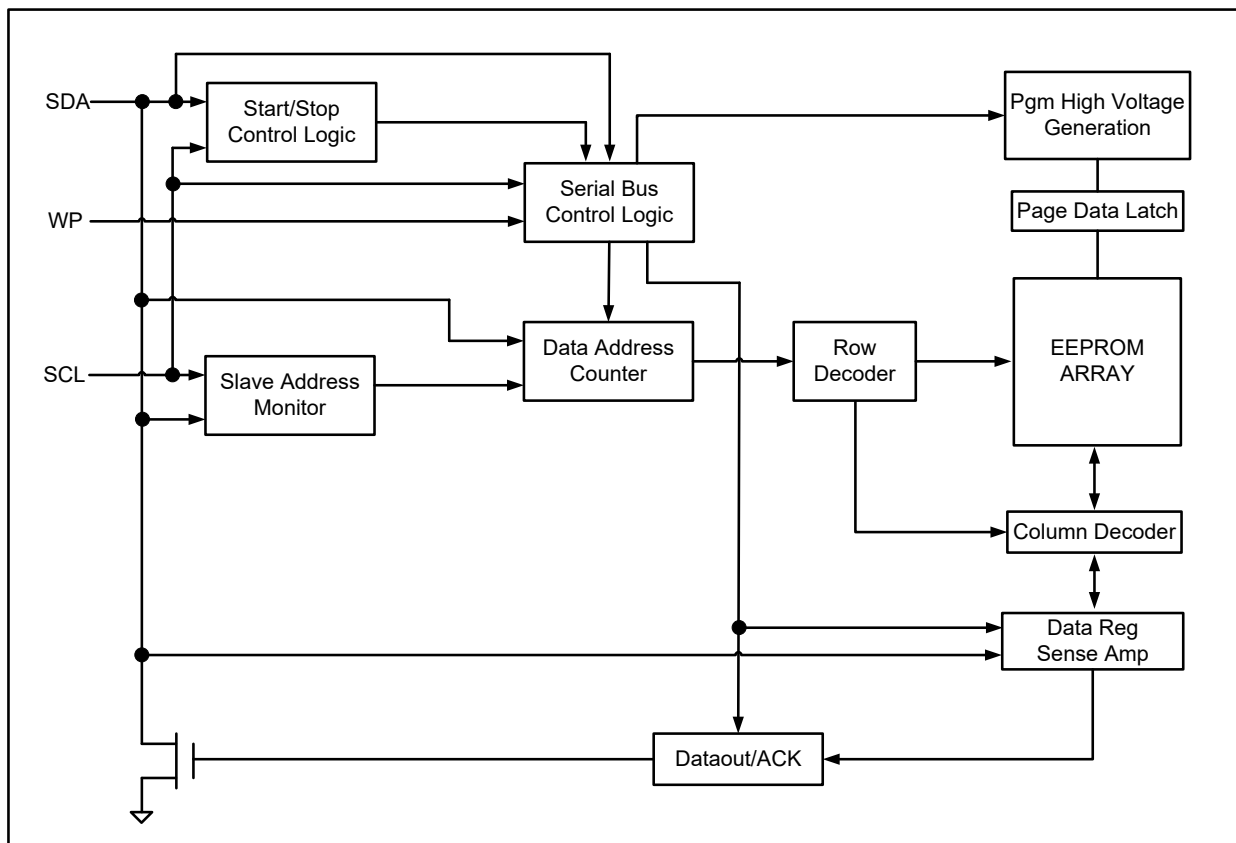 SDA
Start/Stop
Control Logic
Pgm High Voltage
Generation
WP
Serial Bus
Control Logic
Page Data Latch
SCL
Slave Address
Monitor
Data Address
Counter
Row
Decoder
EEPROM
ARRAY
Column Decoder
Data Reg
Sense Amp
Dataout/ACK